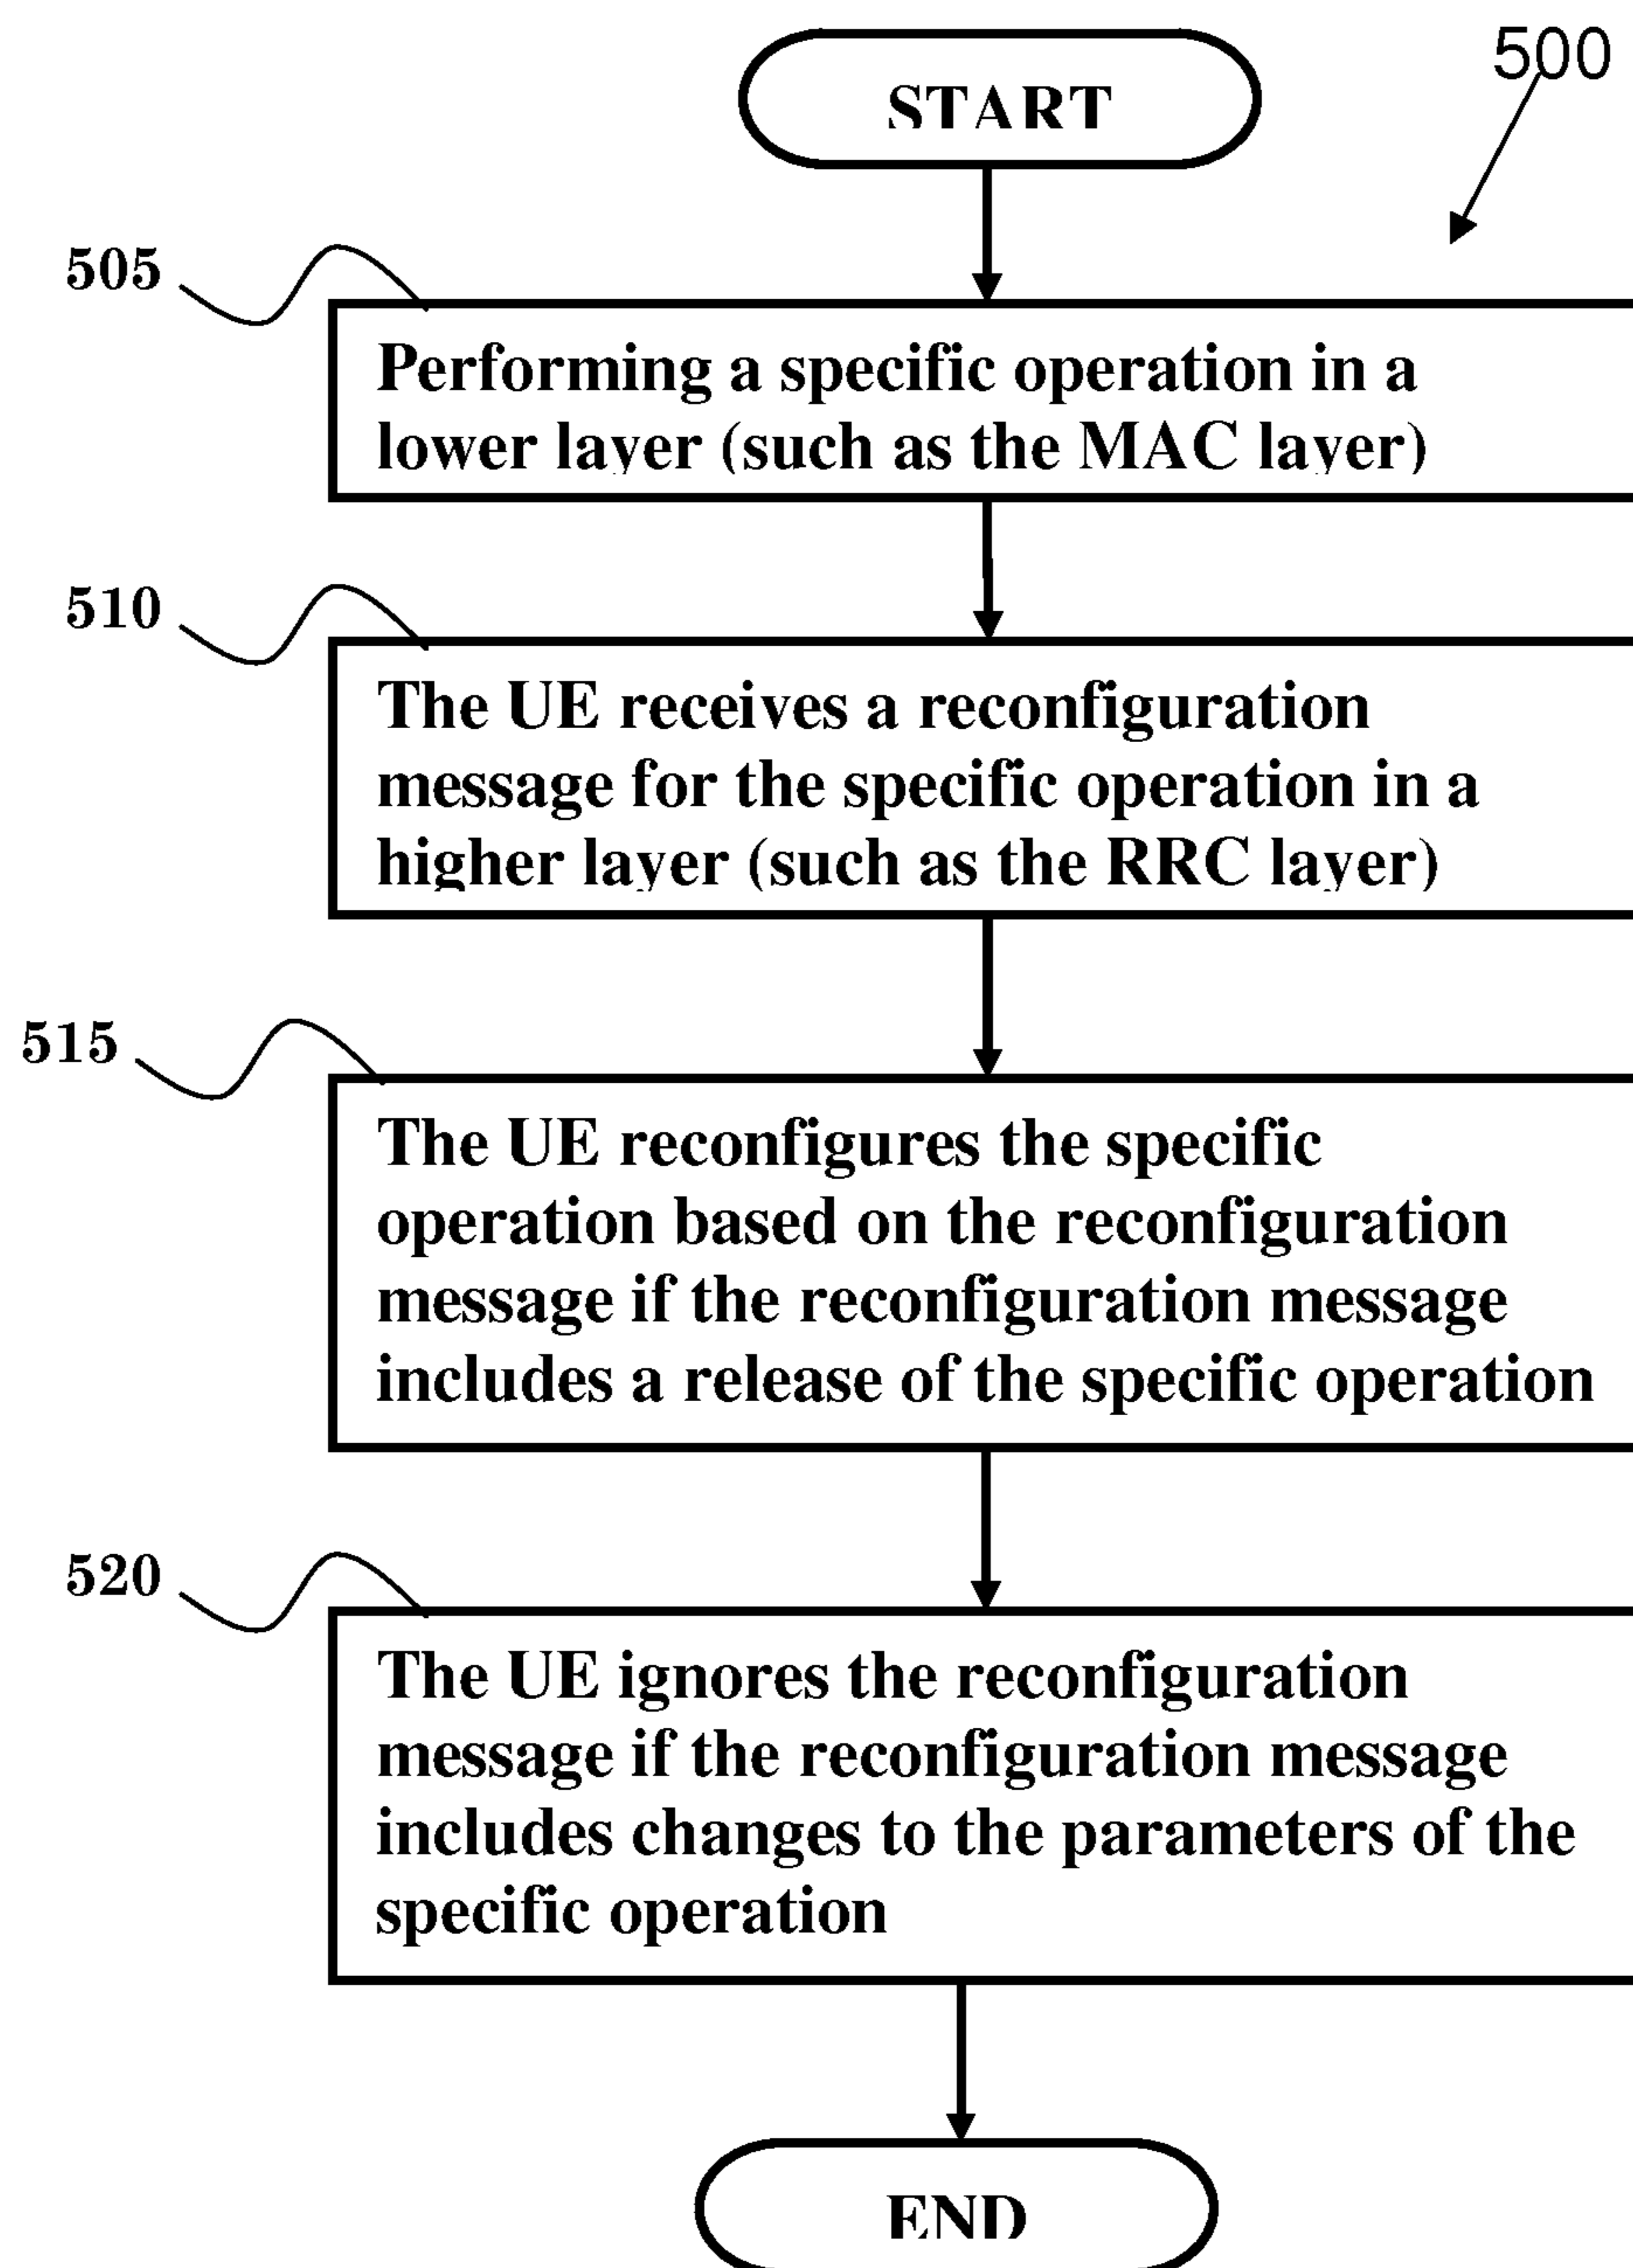 START
500
505
Performing a specific operation in a
lower layer (such as the MAC layer)
510
The UE receives a reconfiguration
message for the specific operation in a
higher layer (such as the RRC layer)
515
The UE reconfigures the specific
operation based on the reconfiguration
message if the reconfiguration message
includes a release of the specific operation
520
The UE ignores the reconfiguration
message if the reconfiguration message
includes changes to the parameters of the
specific operation
END